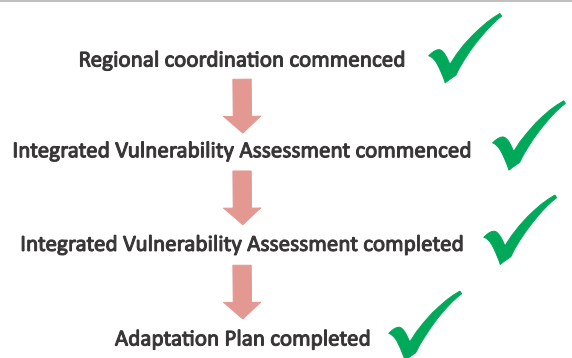 Regional coordination commenced
Integrated Vulnerability Assessment commenced
Integrated Vulnerability Assessment completed
Adaptation Plan completed